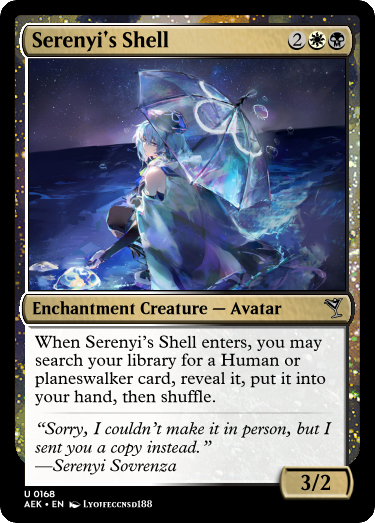 Serenyi's Shell 2
Enchantment Creature — Avatar
When Serenyi's Shell enters, you may
search your library for a Human or
planeswalker card, reveal it, put it into
your hand, then shuffle.
“Sorry, I couldn't make it in person, but I
sent you a copy instead.”
—Serenyi Sovrenza
3/2
U 0168
AEK • EN Lyoffeccnsd188